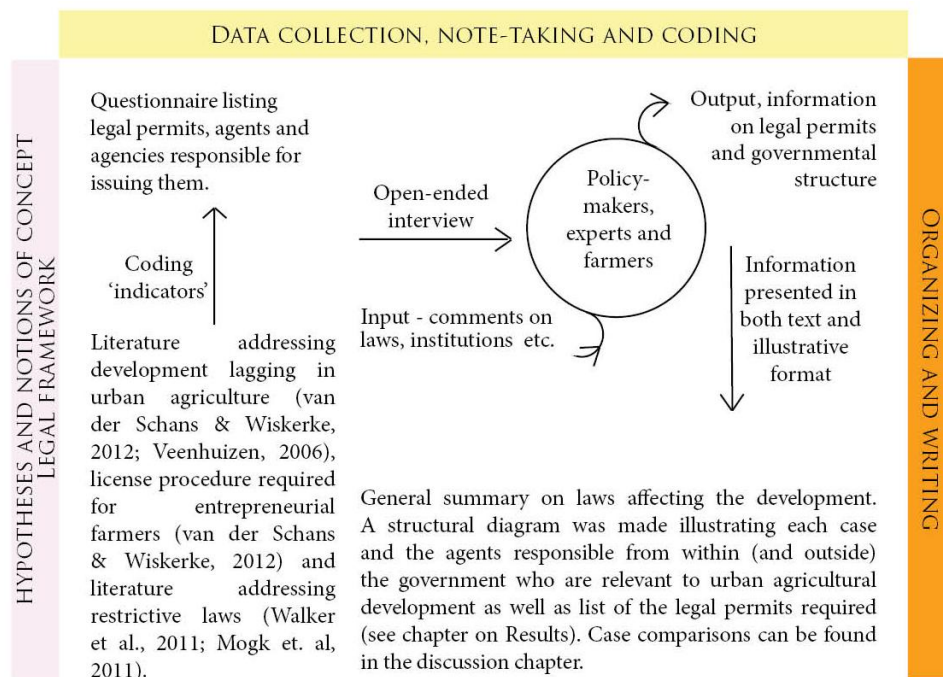 DATA COLLECTION, NOTE-TAKING AND CODING
HYPOTHESES AND NOTIONS OF CONCEPT
LEGAL FRAMEWORK
Questionnaire listing
legal permits, agents and
agencies responsible for
issuing them.
Coding
'indicators'
Literature addressing
development lagging in
urban agriculture (van
der Schans & Wiskerke,
2012; Veenhuizen, 2006),
license procedure required
for entrepreneurial
farmers (van der Schans
& Wiskerke, 2012) and
literature addressing
restrictive laws (Walker
et al., 2011; Mogk et. al,
2011).
Open-ended
interview
Input - comments on
laws, institutions etc.
Policy-
makers,
experts and
farmers
Output, information
on legal permits
and governmental
structure
Information
presented in
both text and
illustrative
format
General summary on laws affecting the development.
A structural diagram was made illustrating each case
and the agents responsible from within (and outside)
the government who are relevant to urban agricultural
development as well as list of the legal permits required
(see chapter on Results). Case comparisons can be found
in the discussion chapter.
ORGANIZING AND WRITING